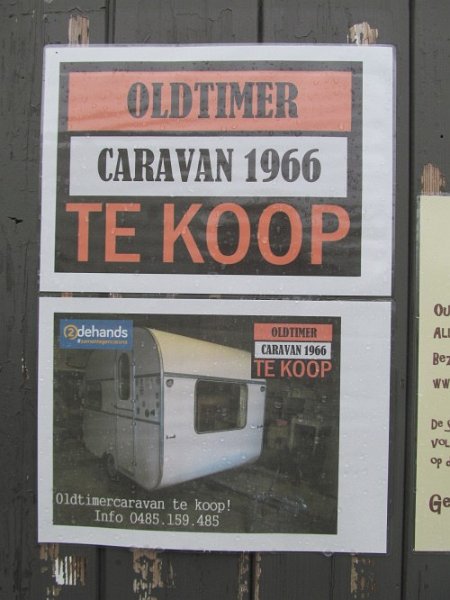 OLDTIMER
CARAVAN 1966
TE KOOP
2dehands
OLDTIMER
CARAVAN 1966
TE KOOP
Oldtimercaravan te koop!
Info 0485.159.485